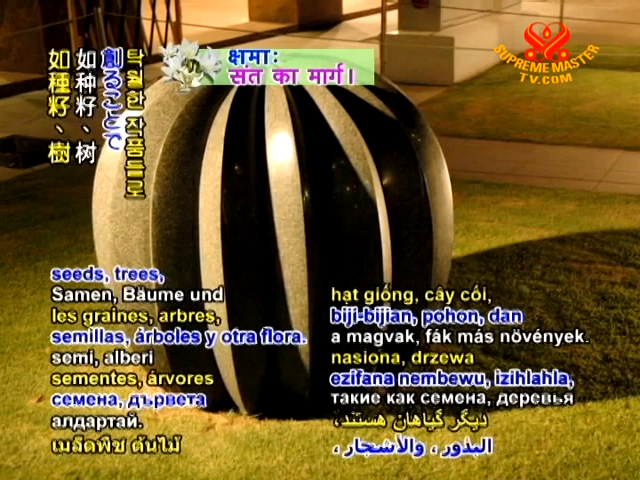 क्षमा:
संत का मार्ग।
SUPREME MASTER
TV.COM
如種籽、樹
如种籽、树
創ることで
탁월한 작품들로
seeds, trees,
Samen, Bäume und
les graines, arbres,
semillas, árboles y otra flora.
semi, alberi
sementes, árvores
семена, дървета
алдартай.
เมล็ดพืช ต้นไม้
hạt giống, cây cối,
biji-bijian, pohon, dan
a magvak, fák más növények.
nasiona, drzewa
ezifana nembewu, izihlahla,
такие как семена, деревья
دیگر گیاهان هستند،
البذور ، والأشجار ،